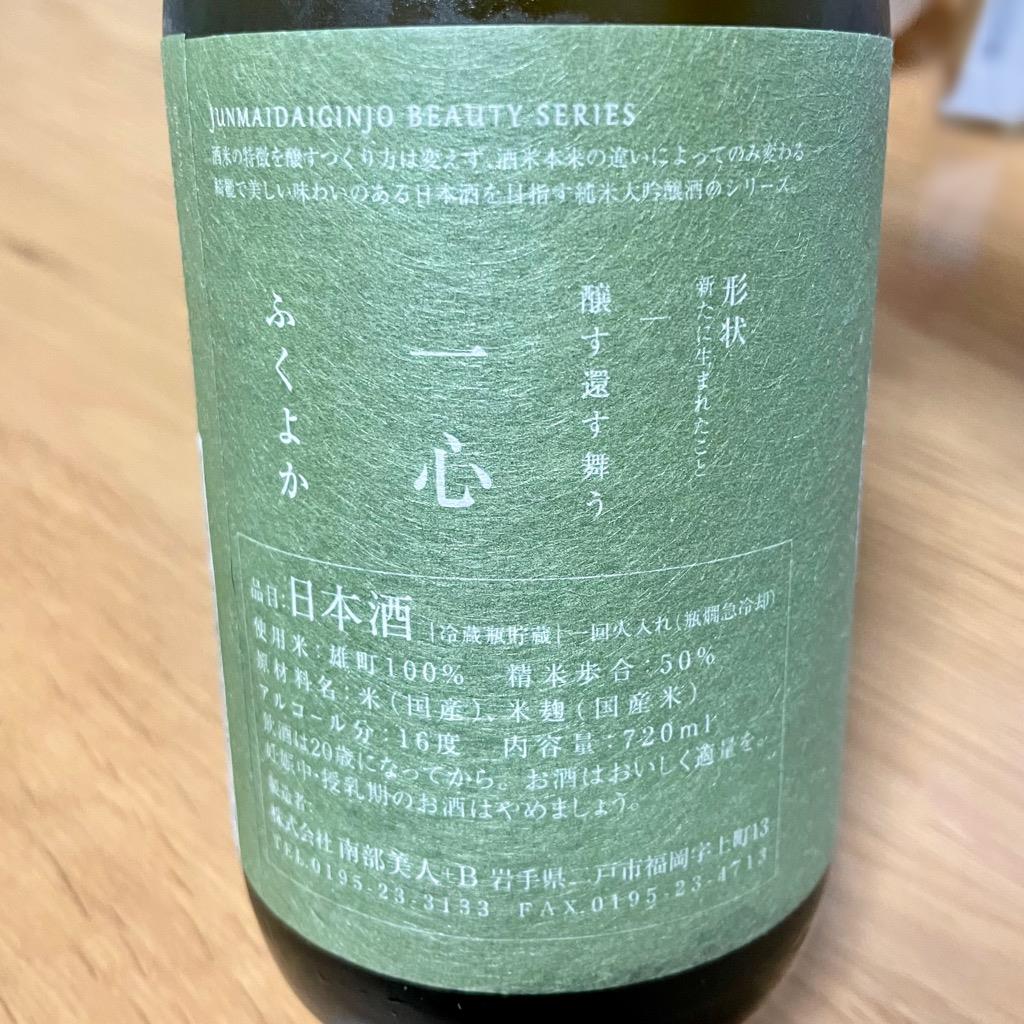 JUNMAIDAIGINJO BEAUTY SERIES
酒米の特徴を醸すつくり方は変えず、酒米本来の違いによってのみ変わる
綺麗で美しい味わいのある日本酒を目指す純米大吟醸酒のシリーズ。
形状
新たに生まれたこと
—
醸す還す舞う
一心
ふくよか
品目:日本酒 [冷蔵瓶貯蔵] 一回火入れ(瓶燗急冷却)
使用米:雄町100% 精米歩合:50%
原材料名:米(国産)、米麹(国産米)
アルコール分:16度 内容量:720ml
飲酒は20歳になってから。お酒はおいしく適量を。
妊娠中・授乳期のお酒はやめましょう。
製造者:
株式会社南部美人+B 岩手県二戸市福岡字上町13
TEL.0195-23-3133 FAX.0195-23-4713